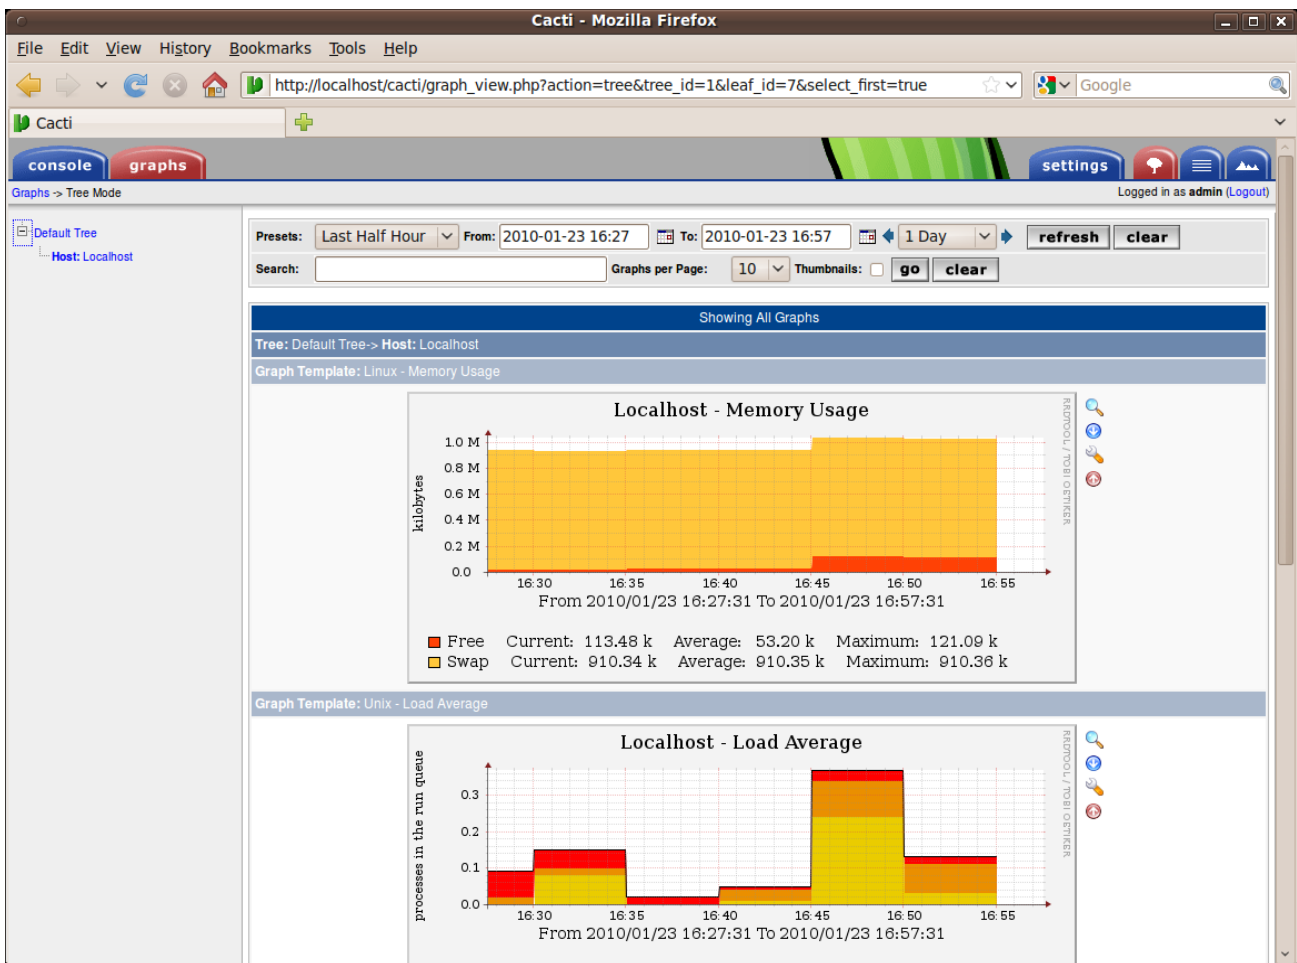 Cacti - Mozilla Firefox
File Edit View History Bookmarks Tools Help
http://localhost/cacti/graph_view.php?action=tree&tree_id=1&leaf_id=7&select_first=true
Google
Cacti
console graphs settings
Graphs -> Tree Mode
Logged in as admin (Logout)
Default Tree
Host: Localhost
Presets: Last Half Hour From: 2010-01-23 16:27 To: 2010-01-23 16:57 1 Day refresh clear
Search: Graphs per Page: 10 Thumbnails: go clear
Showing All Graphs
Tree: Default Tree-> Host: Localhost
Graph Template: Linux - Memory Usage
Localhost - Memory Usage
RRDTOOL / TOBI OETIKER
kilobytes
1.0 M
0.8 M
0.6 M
0.4 M
0.2 M
0.0
16:30 16:35 16:40 16:45 16:50 16:55
From 2010/01/23 16:27:31 To 2010/01/23 16:57:31
Free Current: 113.48 k Average: 53.20 k Maximum: 121.09 k
Swap Current: 910.34 k Average: 910.35 k Maximum: 910.36 k
Graph Template: Unix - Load Average
Localhost - Load Average
RRDTOOL / TOBI OETIKER
processes in the run queue
0.3
0.2
0.1
0.0
16:30 16:35 16:40 16:45 16:50 16:55
From 2010/01/23 16:27:31 To 2010/01/23 16:57:31